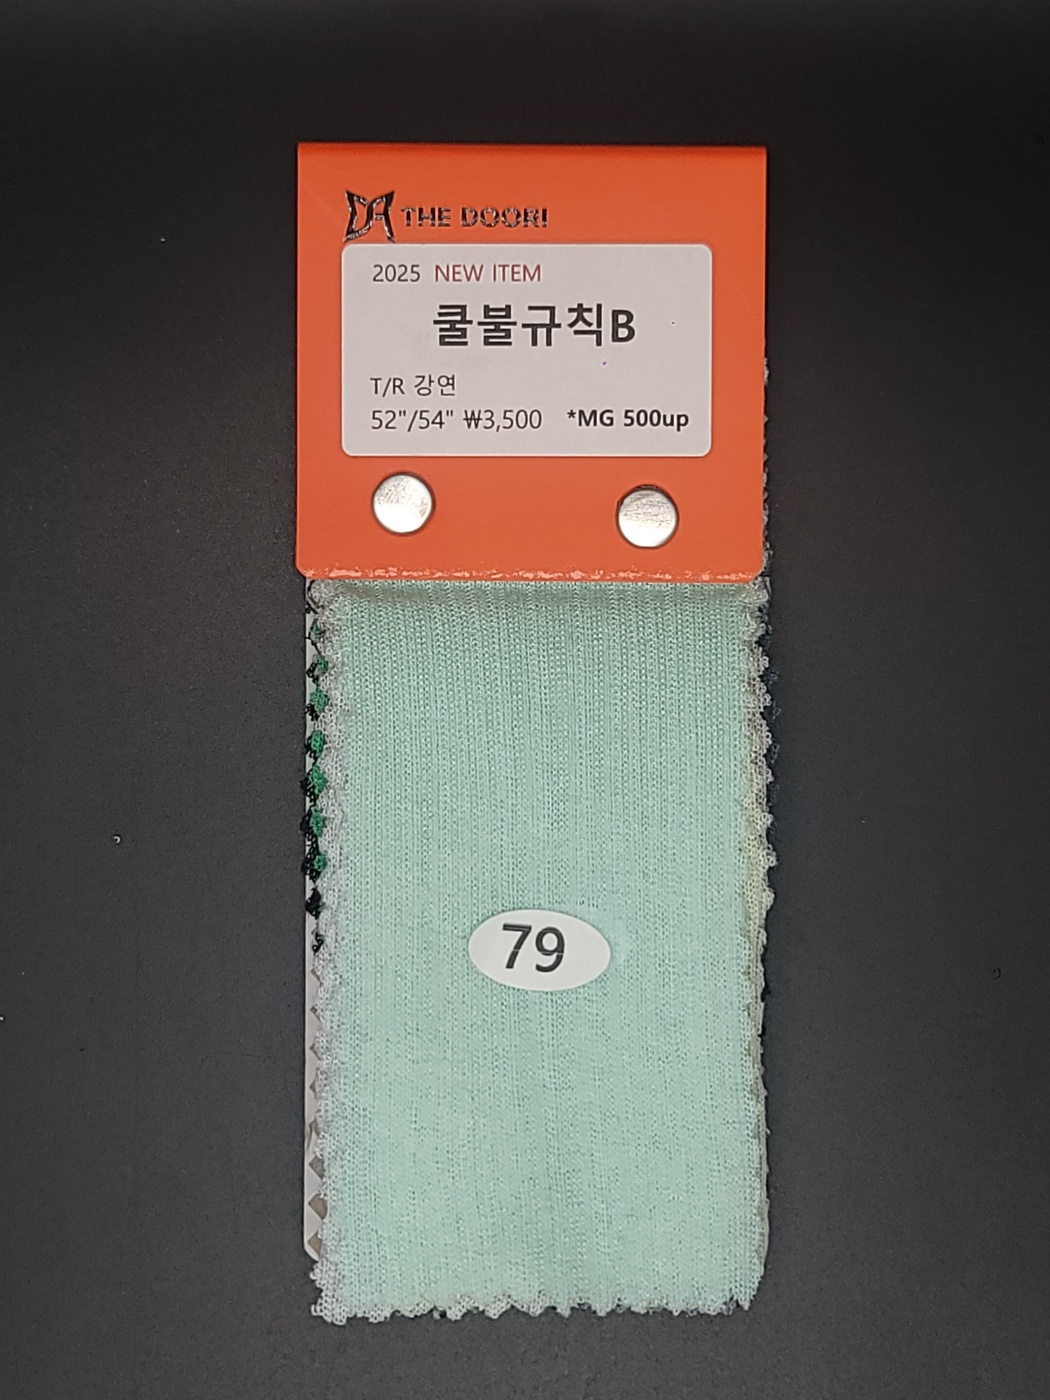 THE DOORI
2025 NEW ITEM
쿨불규칙B
T/R 강연
52"/54" ₩3,500 *MG 500up
79